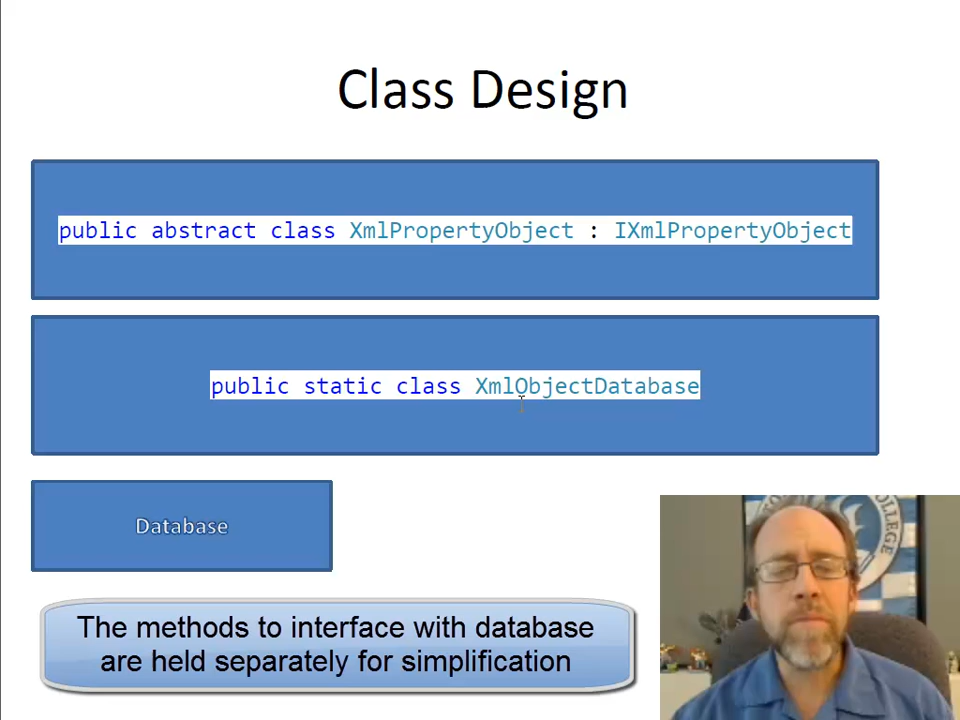 Class Design
public abstract class XmlPropertyObject : IXmlPropertyObject
public static class XmlObjectDatabase
Database
The methods to interface with database
are held separately for simplification
COLLEGE